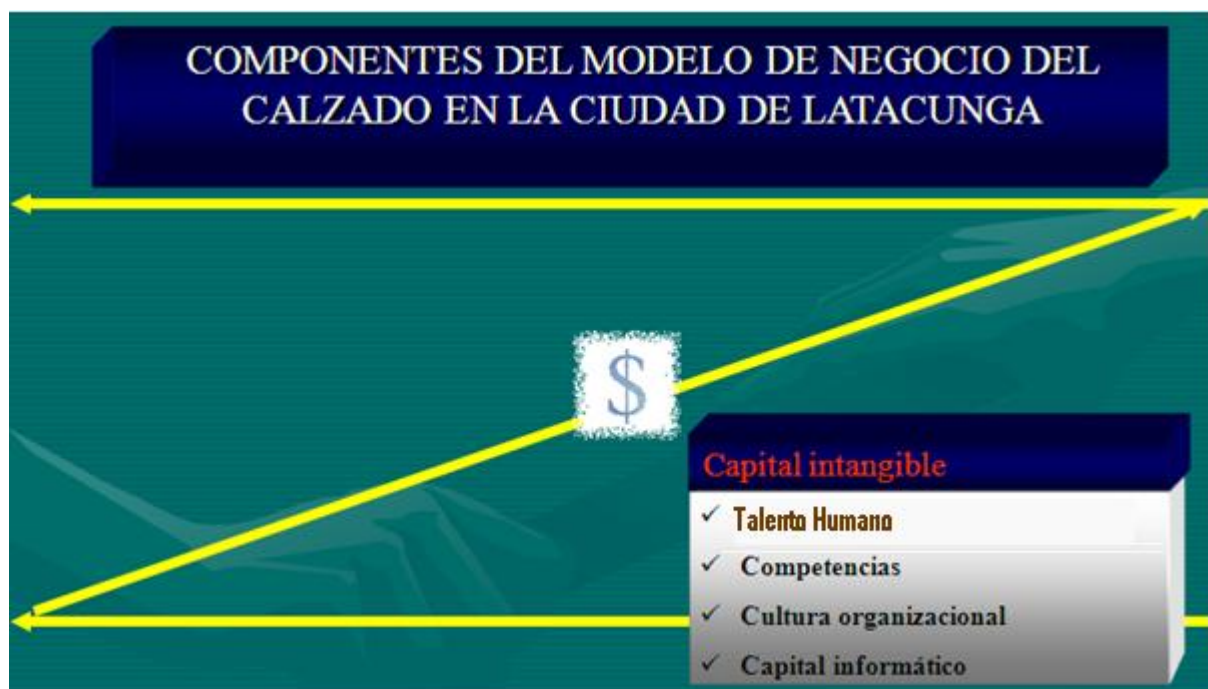 COMPONENTES DEL MODELO DE NEGOCIO DEL
CALZADO EN LA CIUDAD DE LATACUNGA
$
Capital intangible
✓ Talento Humano
✓ Competencias
✓ Cultura organizacional
✓ Capital informático